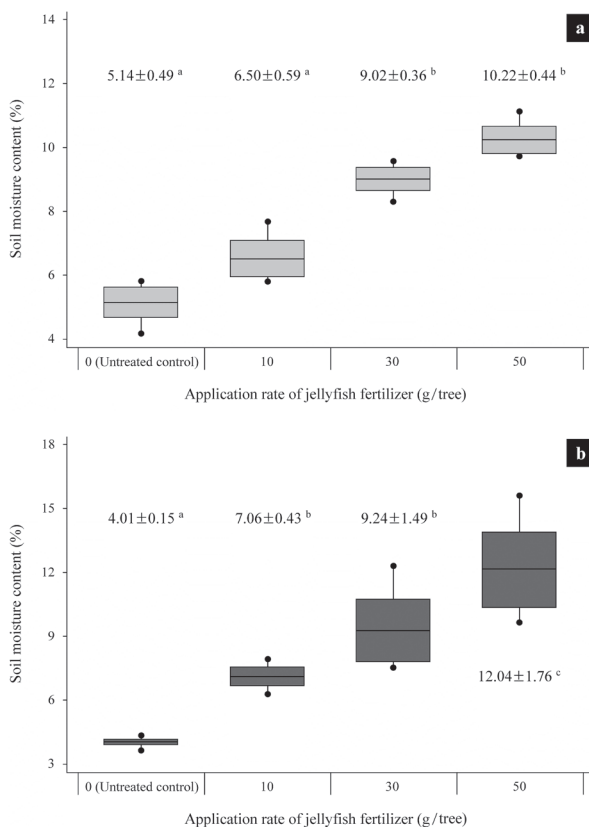 14
a
5.14±0.49 a 6.50±0.59 a 9.02±0.36 b 10.22±0.44 b
12
10
8
6
4
Soil moisture content (%)
0 (Untreated control) 10 30 50
Application rate of jellyfish fertilizer (g/tree)
18
b
15
4.01±0.15 a 7.06±0.43 b 9.24±1.49 b
12
9
12.04±1.76 c
6
3
Soil moisture content (%)
0 (Untreated control) 10 30 50
Application rate of jellyfish fertilizer (g/tree)